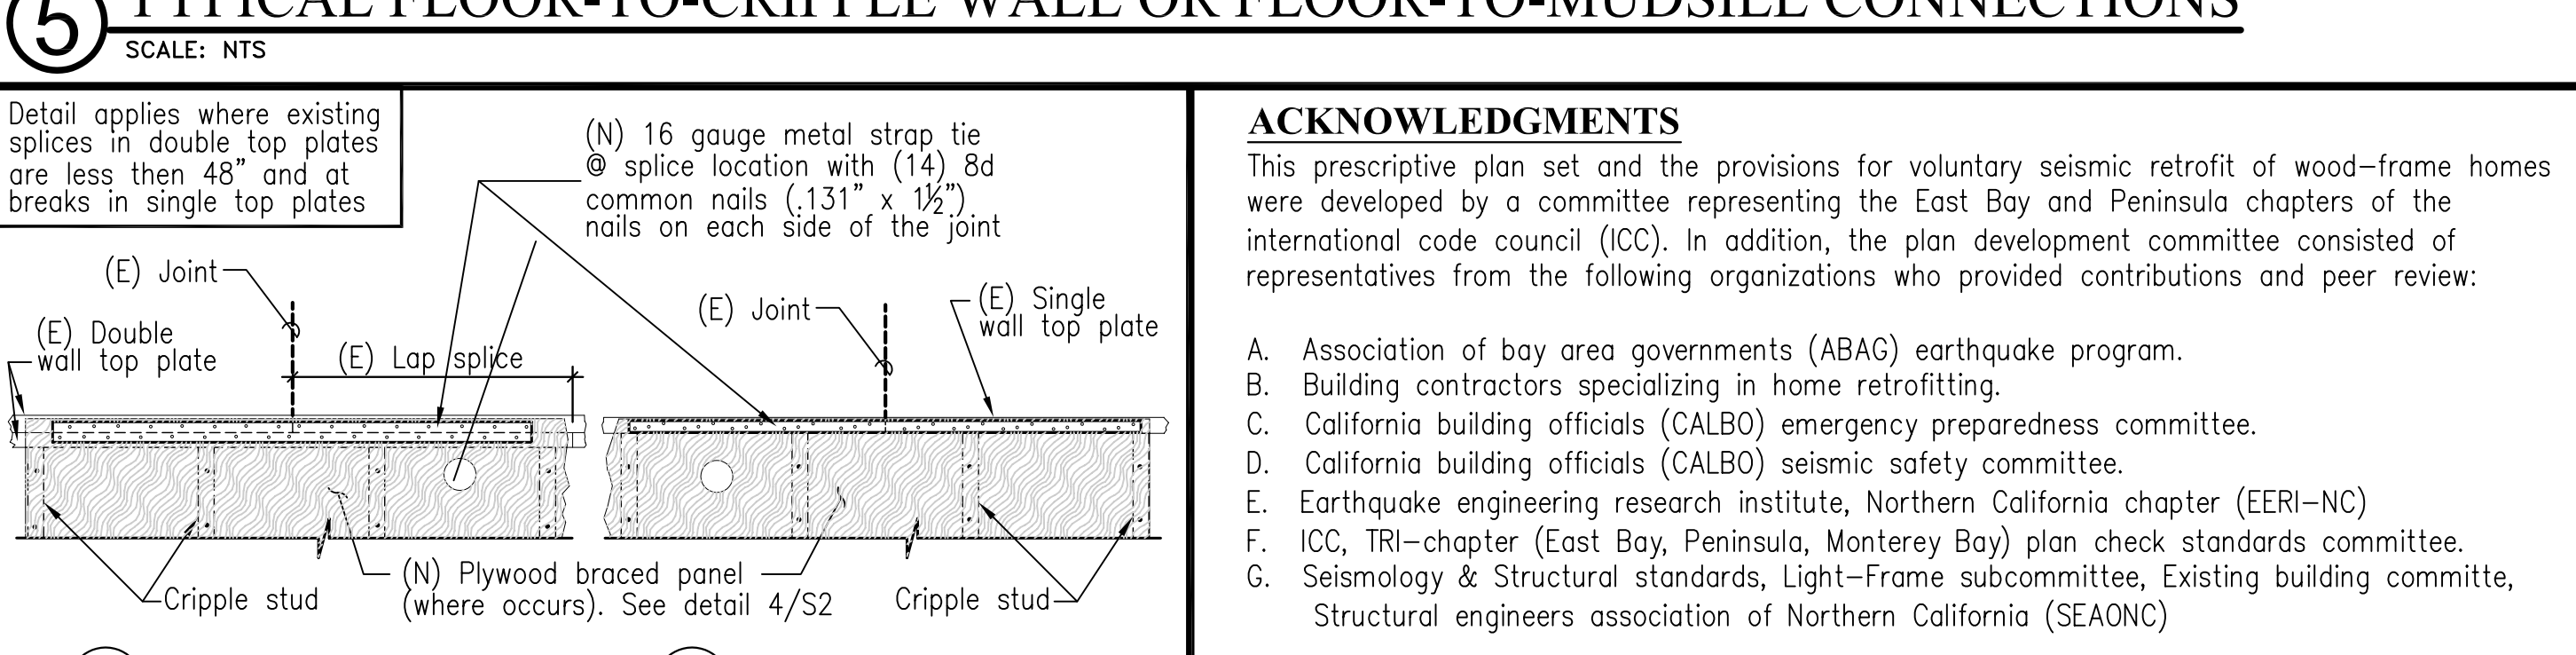 5 TYPICAL FLOOR-TO-CRIPPLE WALL OR FLOOR-TO-MUDSILL CONNECTIONS
SCALE: NTS
Detail applies where existing
splices in double top plates
are less then 48" and at
breaks in single top plates
(N) 16 gauge metal strap tie
@ splice location with (14) 8d
common nails (.131" x 1½")
nails on each side of the joint
(E) Joint
(E) Double
wall top plate
(E) Lap splice
(E) Joint
(E) Single
wall top plate
Cripple stud
(N) Plywood braced panel
(where occurs). See detail 4/S2
Cripple stud
ACKNOWLEDGMENTS
This prescriptive plan set and the provisions for voluntary seismic retrofit of wood-frame homes
were developed by a committee representing the East Bay and Peninsula chapters of the
international code council (ICC). In addition, the plan development committee consisted of
representatives from the following organizations who provided contributions and peer review:
A. Association of bay area governments (ABAG) earthquake program.
B. Building contractors specializing in home retrofitting.
C. California building officials (CALBO) emergency preparedness committee.
D. California building officials (CALBO) seismic safety committee.
E. Earthquake engineering research institute, Northern California chapter (EERI-NC)
F. ICC, TRI-chapter (East Bay, Peninsula, Monterey Bay) plan check standards committee.
G. Seismology & Structural standards, Light-Frame subcommittee, Existing building committe,
Structural engineers association of Northern California (SEAONC)